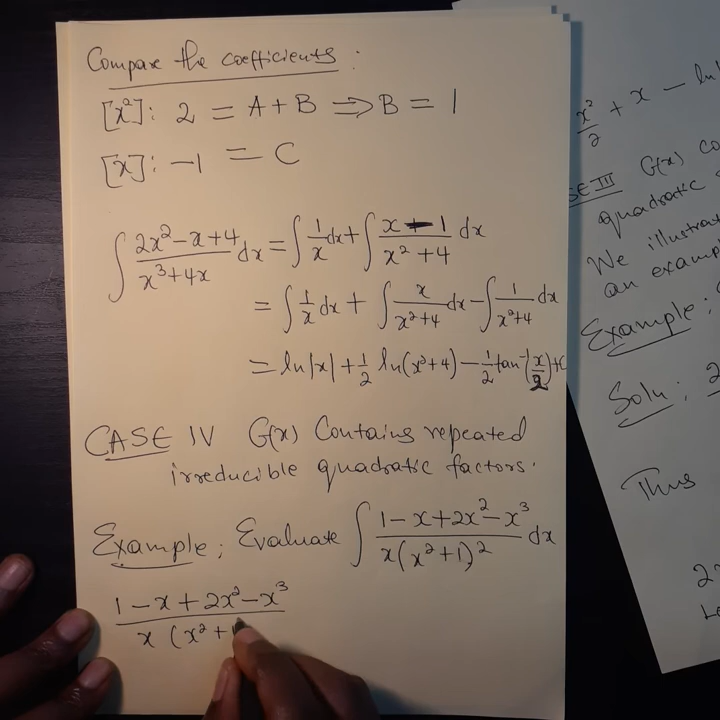 Compare the coefficients :
[x²]: 2 = A + B ⇒ B = 1
[x]: −1 = C
∫ (2x² − x + 4)/(x³ + 4x) dx = ∫ 1/x dx + ∫ (x − 1)/(x² + 4) dx
= ∫ 1/x dx + ∫ x/(x² + 4) dx − ∫ 1/(x² + 4) dx
= ln|x| + 1/2 ln(x² + 4) − 1/2 tan⁻¹(x/2) + C
CASE IV G(x) Contains repeated
irreducible quadratic factors.
Example; Evaluate ∫ (1 − x + 2x² − x³)/(x(x² + 1)²) dx
(1 − x + 2x² − x³)/(x (x² +
x²/2 + x − ln
SE III G(x) co
quadratic
We illustrat
an examp
Example;
Soln; 2
Thus
2